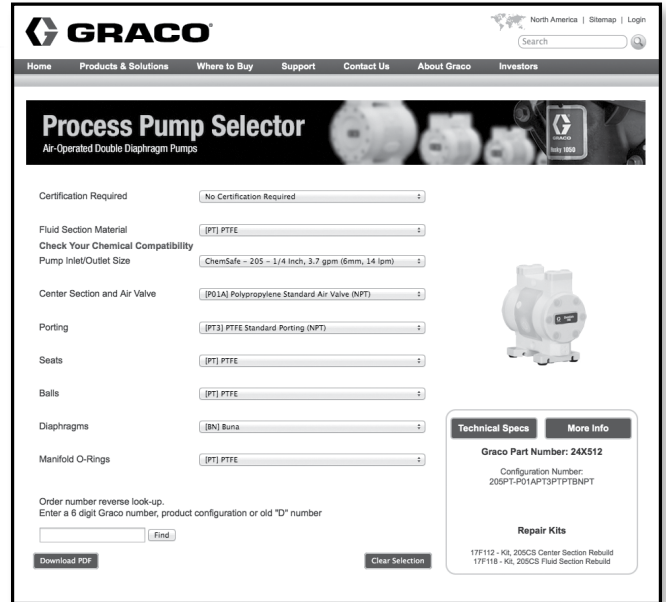 North America | Sitemap | Login
GRACO
Search
Home Products & Solutions Where to Buy Support Contact Us About Graco Investors
Process Pump Selector
Air-Operated Double Diaphragm Pumps
GRACO
Husky 1050
Certification Required No Certification Required
Fluid Section Material [PT] PTFE
Check Your Chemical Compatibility
Pump Inlet/Outlet Size ChemSafe – 205 – 1/4 Inch, 3.7 gpm (6mm, 14 lpm)
Center Section and Air Valve [P01A] Polypropylene Standard Air Valve (NPT)
Porting [PT3] PTFE Standard Porting (NPT)
Seats [PT] PTFE
Balls [PT] PTFE
Diaphragms [BN] Buna
Manifold O-Rings [PT] PTFE
Technical Specs More Info
Graco Part Number: 24X512
Configuration Number:
205PT-P01APT3PTPTBNPT
Repair Kits
17F112 - Kit, 205CS Center Section Rebuild
17F118 - Kit, 205CS Fluid Section Rebuild
Order number reverse look-up.
Enter a 6 digit Graco number, product configuration or old "D" number
Find
Download PDF Clear Selection